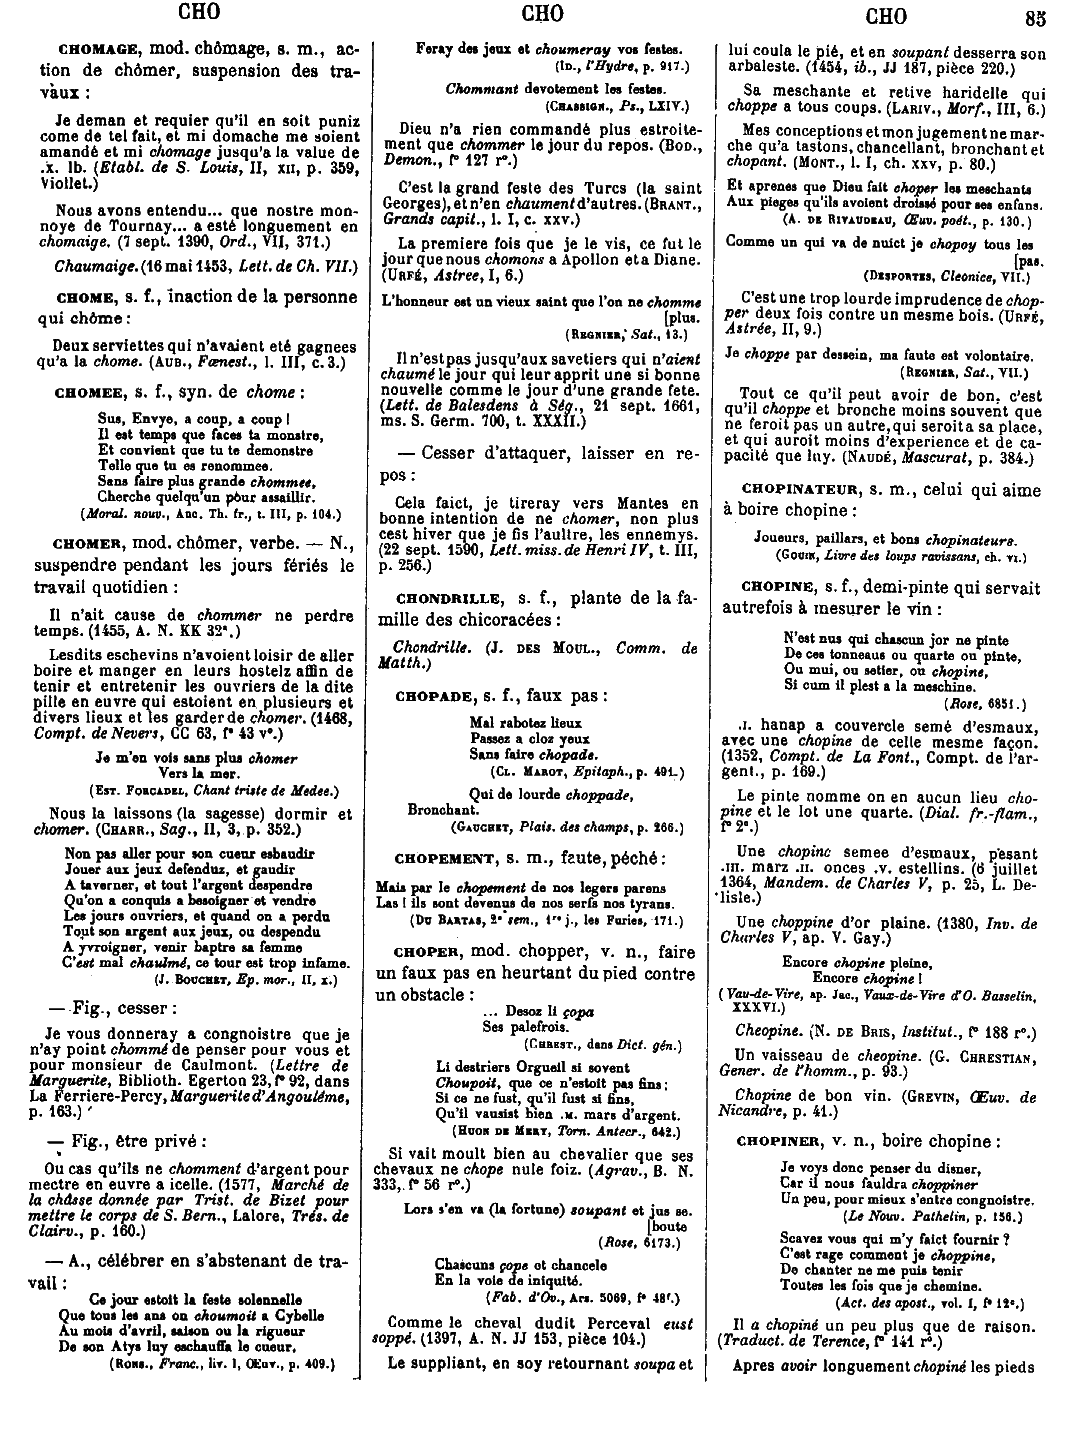 CHO
CHO
CHO 85
CHOMAGE, mod. chômage, s. m., ac-
tion de chômer, suspension des tra-
vaux :
Je deman et requier qu'il en soit puniz
come de tel fait, et mi domache me soient
amandé et mi chomage jusqu'a la value de
.x. lb. (Etabl. de S. Louis, II, XII, p. 359,
Viollet.)
Nous avons entendu... que nostre mon-
noye de Tournay... a esté longuement en
chomaige. (7 sept. 1390, Ord., VII, 371.)
Chaumaige. (16 mai 1453, Lett. de Ch. VII.)
CHOME, s. f., inaction de la personne
qui chôme :
Deux serviettes qui n'avaient eté gagnees
qu'a la chome. (AUB., Fœnest., l. III, c. 3.)
CHOMEE, s. f., syn. de chome :
Sus, Envye, a coup, a coup !
Il est temps que faces ta monstre,
Et convient que tu te demonstre
Telle que tu es renommee.
Sans faire plus grande chommee,
Cherche quelqu'un pour assaillir.
(Moral. nouv., Anc. Th. fr., t. III, p. 104.)
CHOMER, mod. chômer, verbe. — N.,
suspendre pendant les jours fériés le
travail quotidien :
Il n'ait cause de chommer ne perdre
temps. (1455, A. N. KK 32ª.)
Lesdits eschevins n'avoient loisir de aller
boire et manger en leurs hostelz affin de
tenir et entretenir les ouvriers de la dite
pille en euvre qui estoient en plusieurs et
divers lieux et les garder de chomer. (1468,
Compt. de Nevers, CC 63, fº 43 vº.)
Je m'en vois sans plus chomer
Vers la mer.
(EST. FORCADEL, Chant triste de Medee.)
Nous la laissons (la sagesse) dormir et
chomer. (CHARR., Sag., II, 3, p. 352.)
Non pas aller pour son cueur esbaudir
Jouer aux jeux defenduz, et gaudir
A taverner, et tout l'argent despendre
Qu'on a conquis a besoigner et vendre
Les jours ouvriers, et quand on a perdu
Tout son argent aux jeux, ou despendu
A yvroigner, venir baptre sa femme
C'est mal chaulmé, ce tour est trop infame.
(J. BOUCHET, Ep. mor., II, x.)
— Fig., cesser :
Je vous donneray a congnoistre que je
n'ay point chommé de penser pour vous et
pour monsieur de Caulmont. (Lettre de
Marguerite, Biblioth. Egerton 23, fº 92, dans
La Ferriere-Percy, Marguerite d'Angoulême,
p. 163.)
— Fig., être privé :
Ou cas qu'ils ne chomment d'argent pour
mectre en euvre a icelle. (1577, Marché de
la châsse donnée par Trist. de Bizet pour
mettre le corps de S. Bern., Lalore, Trés. de
Clairv., p. 160.)
— A., célébrer en s'abstenant de tra-
vail :
Ce jour estoit la feste solennelle
Que tous les ans on choumoit a Cybelle
Au mois d'avril, saison ou la rigueur
De son Atys luy eschauffa le cueur.
(RONS., Franc., liv. I, Œuv., p. 409.)
Feray des jeux et choumeray vos festes.
(ID., l'Hydre, p. 917.)
Chommant devotement les festes.
(CHASSIGN., Ps., LXIV.)
Dieu n'a rien commandé plus estroite-
ment que chommer le jour du repos. (BOD.,
Demon., fº 127 rº.)
C'est la grand feste des Turcs (la saint
Georges), et n'en chaument d'autres. (BRANT.,
Grands capit., l. I, c. XXV.)
La premiere fois que je le vis, ce fut le
jour que nous chomons a Apollon et a Diane.
(URFÉ, Astree, I, 6.)
L'honneur est un vieux saint que l'on ne chomme
[plus.
(REGNIER, Sat., 13.)
Il n'est pas jusqu'aux savetiers qui n'aient
chaumé le jour qui leur apprit une si bonne
nouvelle comme le jour d'une grande fete.
(Lett. de Balesdens à Ség., 21 sept. 1661,
ms. S. Germ. 700, t. XXXII.)
— Cesser d'attaquer, laisser en re-
pos :
Cela faict, je tireray vers Mantes en
bonne intention de ne chomer, non plus
cest hiver que je fis l'aultre, les ennemys.
(22 sept. 1590, Lett. miss. de Henri IV, t. III,
p. 256.)
CHONDRILLE, s. f., plante de la fa-
mille des chicoracées :
Chondrille. (J. DES MOUL., Comm. de
Matth.)
CHOPADE, s. f., faux pas :
Mal rabotez lieux
Passez a cloz yeux
Sans faire chopade.
(CL. MAROT, Epitaph., p. 491.)
Qui de lourde choppade,
Bronchant.
(GAUCHET, Plais. des champs, p. 266.)
CHOPEMENT, s. m., faute, péché :
Mais par le chopement de nos legers parens
Las ! ils sont devenus de nos serfs nos tyrans.
(DU BARTAS, 2º sem., 1ʳᵉ j., les Furies, 171.)
CHOPER, mod. chopper, v. n., faire
un faux pas en heurtant du pied contre
un obstacle :
... Desoz li çopa
Ses palefrois.
(CHREST., dans Dict. gén.)
Li destriers Orgueil si sovent
Choupoit, que ce n'estoit pas fins ;
Si ce ne fust, qu'il fust si fins,
Qu'il vausist bien .M. mars d'argent.
(HUON DE MERY, Torn. Antecr., 642.)
Si vait moult bien au chevalier que ses
chevaux ne chope nule foiz. (Agrav., B. N.
333, fº 56 rº.)
Lors s'en va (la fortune) soupant et jus se.
[boute
(Rose, 6173.)
Chascuns çope et chancele
En la voie de iniquité.
(Fab. d'Ov., Ars. 5069, fº 48ᶠ.)
Comme le cheval dudit Perceval eust
soppé. (1397, A. N. JJ 153, pièce 104.)
Le suppliant, en soy retournant soupa et
lui coula le pié, et en soupant desserra son
arbaleste. (1454, ib., JJ 187, pièce 220.)
Sa meschante et retive haridelle qui
choppe a tous coups. (LARIV., Morf., III, 6.)
Mes conceptions et mon jugement ne mar-
che qu'a tastons, chancellant, bronchant et
chopant. (MONT., l. I, ch. XXV, p. 80.)
Et aprenes que Dieu fait choper les meschants
Aux pieges qu'ils avoient droissé pour ses enfans.
(A. DE RIVAUDEAU, Œuv. poét., p. 130.)
Comme un qui va de nuict je chopoy tous les
[pas.
(DESPORTES, Cleonice, VII.)
C'est une trop lourde imprudence de chop-
per deux fois contre un mesme bois. (URFÉ,
Astrée, II, 9.)
Je choppe par dessein, ma faute est volontaire.
(REGNIER, Sat., VII.)
Tout ce qu'il peut avoir de bon, c'est
qu'il choppe et bronche moins souvent que
ne feroit pas un autre, qui seroit a sa place,
et qui auroit moins d'experience et de ca-
pacité que luy. (NAUDÉ, Mascurat, p. 384.)
CHOPINATEUR, s. m., celui qui aime
à boire chopine :
Joueurs, paillars, et bons chopinateurs.
(GOUIN, Livre des loups ravissans, ch. VI.)
CHOPINE, s. f., demi-pinte qui servait
autrefois à mesurer le vin :
N'est nus qui chascun jor ne pinte
De ces tonneaus ou quarte ou pinte,
Ou mui, ou setier, ou chopine,
Si cum il plest a la meschine.
(Rose, 6851.)
.I. hanap a couvercle semé d'esmaux,
avec une chopine de celle mesme façon.
(1352, Compt. de La Font., Compt. de l'ar-
gent., p. 169.)
Le pinte nomme on en aucun lieu cho-
pine et le lot une quarte. (Dial. fr.-flam.,
fº 2ᶜ.)
Une chopine semee d'esmaux, pesant
.III. marz .II. onces .V. estellins. (6 juillet
1364, Mandem. de Charles V, p. 25, L. De-
lisle.)
Une choppine d'or plaine. (1380, Inv. de
Charles V, ap. V. Gay.)
Encore chopine pleine,
Encore chopine !
(Vau-de-Vire, ap. Jac., Vaux-de-Vire d'O. Basselin,
XXXVI.)
Cheopine. (N. DE BRIS, Institut., fº 188 rº.)
Un vaisseau de cheopine. (G. CHRESTIAN,
Gener. de l'homm., p. 93.)
Chopine de bon vin. (GREVIN, Œuv. de
Nicandre, p. 41.)
CHOPINER, v. n., boire chopine :
Je voys donc penser du disner,
Car il nous fauldra choppiner
Un peu, pour mieux s'entre congnoistre.
(Le Nouv. Pathelin, p. 156.)
Scavez vous qui m'y faict fournir ?
C'est rage comment je choppine,
De chanter ne me puis tenir
Toutes les fois que je chemine.
(Act. des apost., vol. I, fº 12ᶜ.)
Il a chopiné un peu plus que de raison.
(Traduct. de Terence, fº 141 rº.)
Apres avoir longuement chopiné les pieds